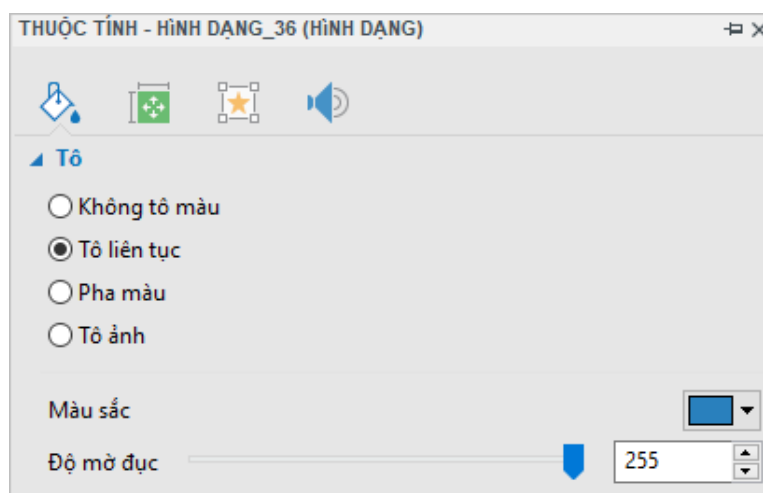 THUỘC TÍNH - HÌNH DẠNG_36 (HÌNH DẠNG)
Tô
Không tô màu
Tô liên tục
Pha màu
Tô ảnh
Màu sắc
Độ mờ đục 255